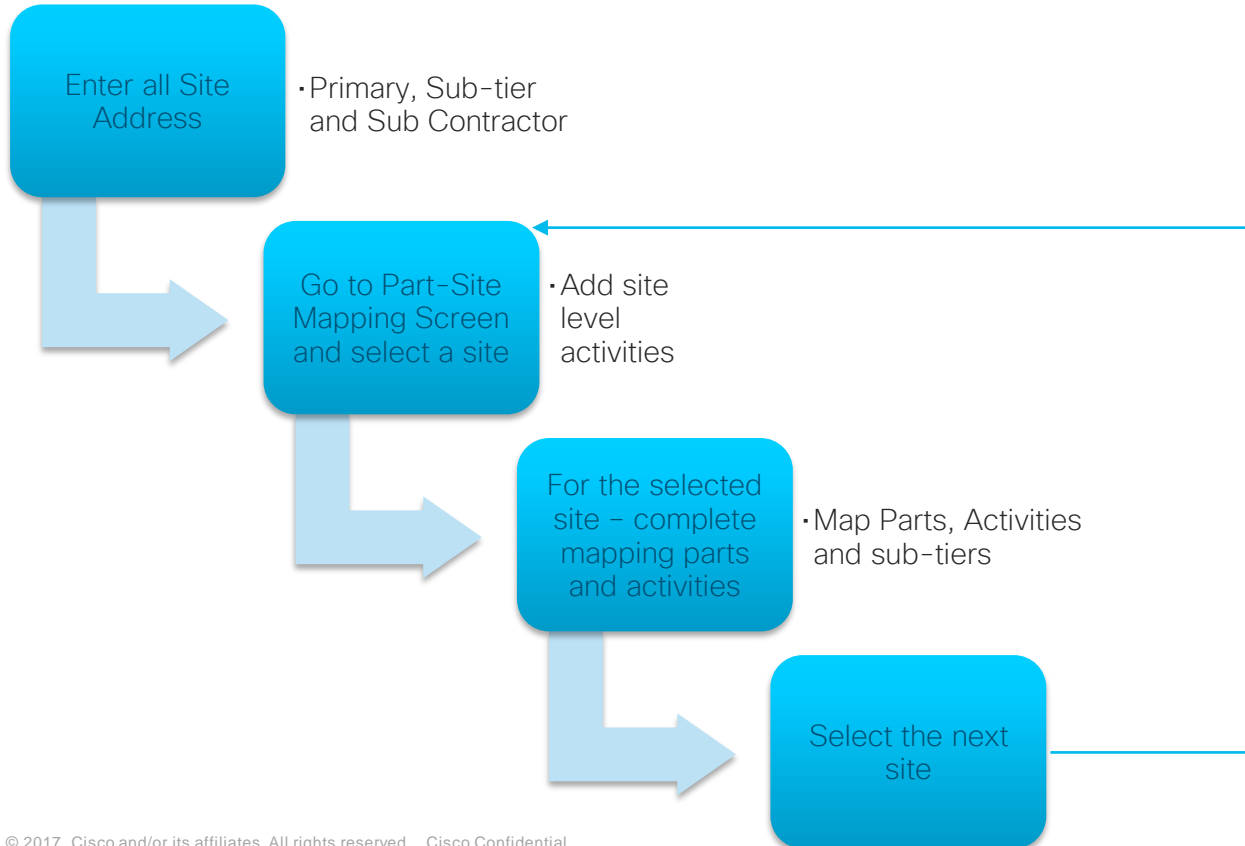 Enter all Site
Address
·Primary, Sub-tier
and Sub Contractor
Go to Part-Site
Mapping Screen
and select a site
·Add site
level
activities
For the selected
site – complete
mapping parts
and activities
·Map Parts, Activities
and sub-tiers
Select the next
site
© 2017 Cisco and/or its affiliates. All rights reserved. Cisco Confidential